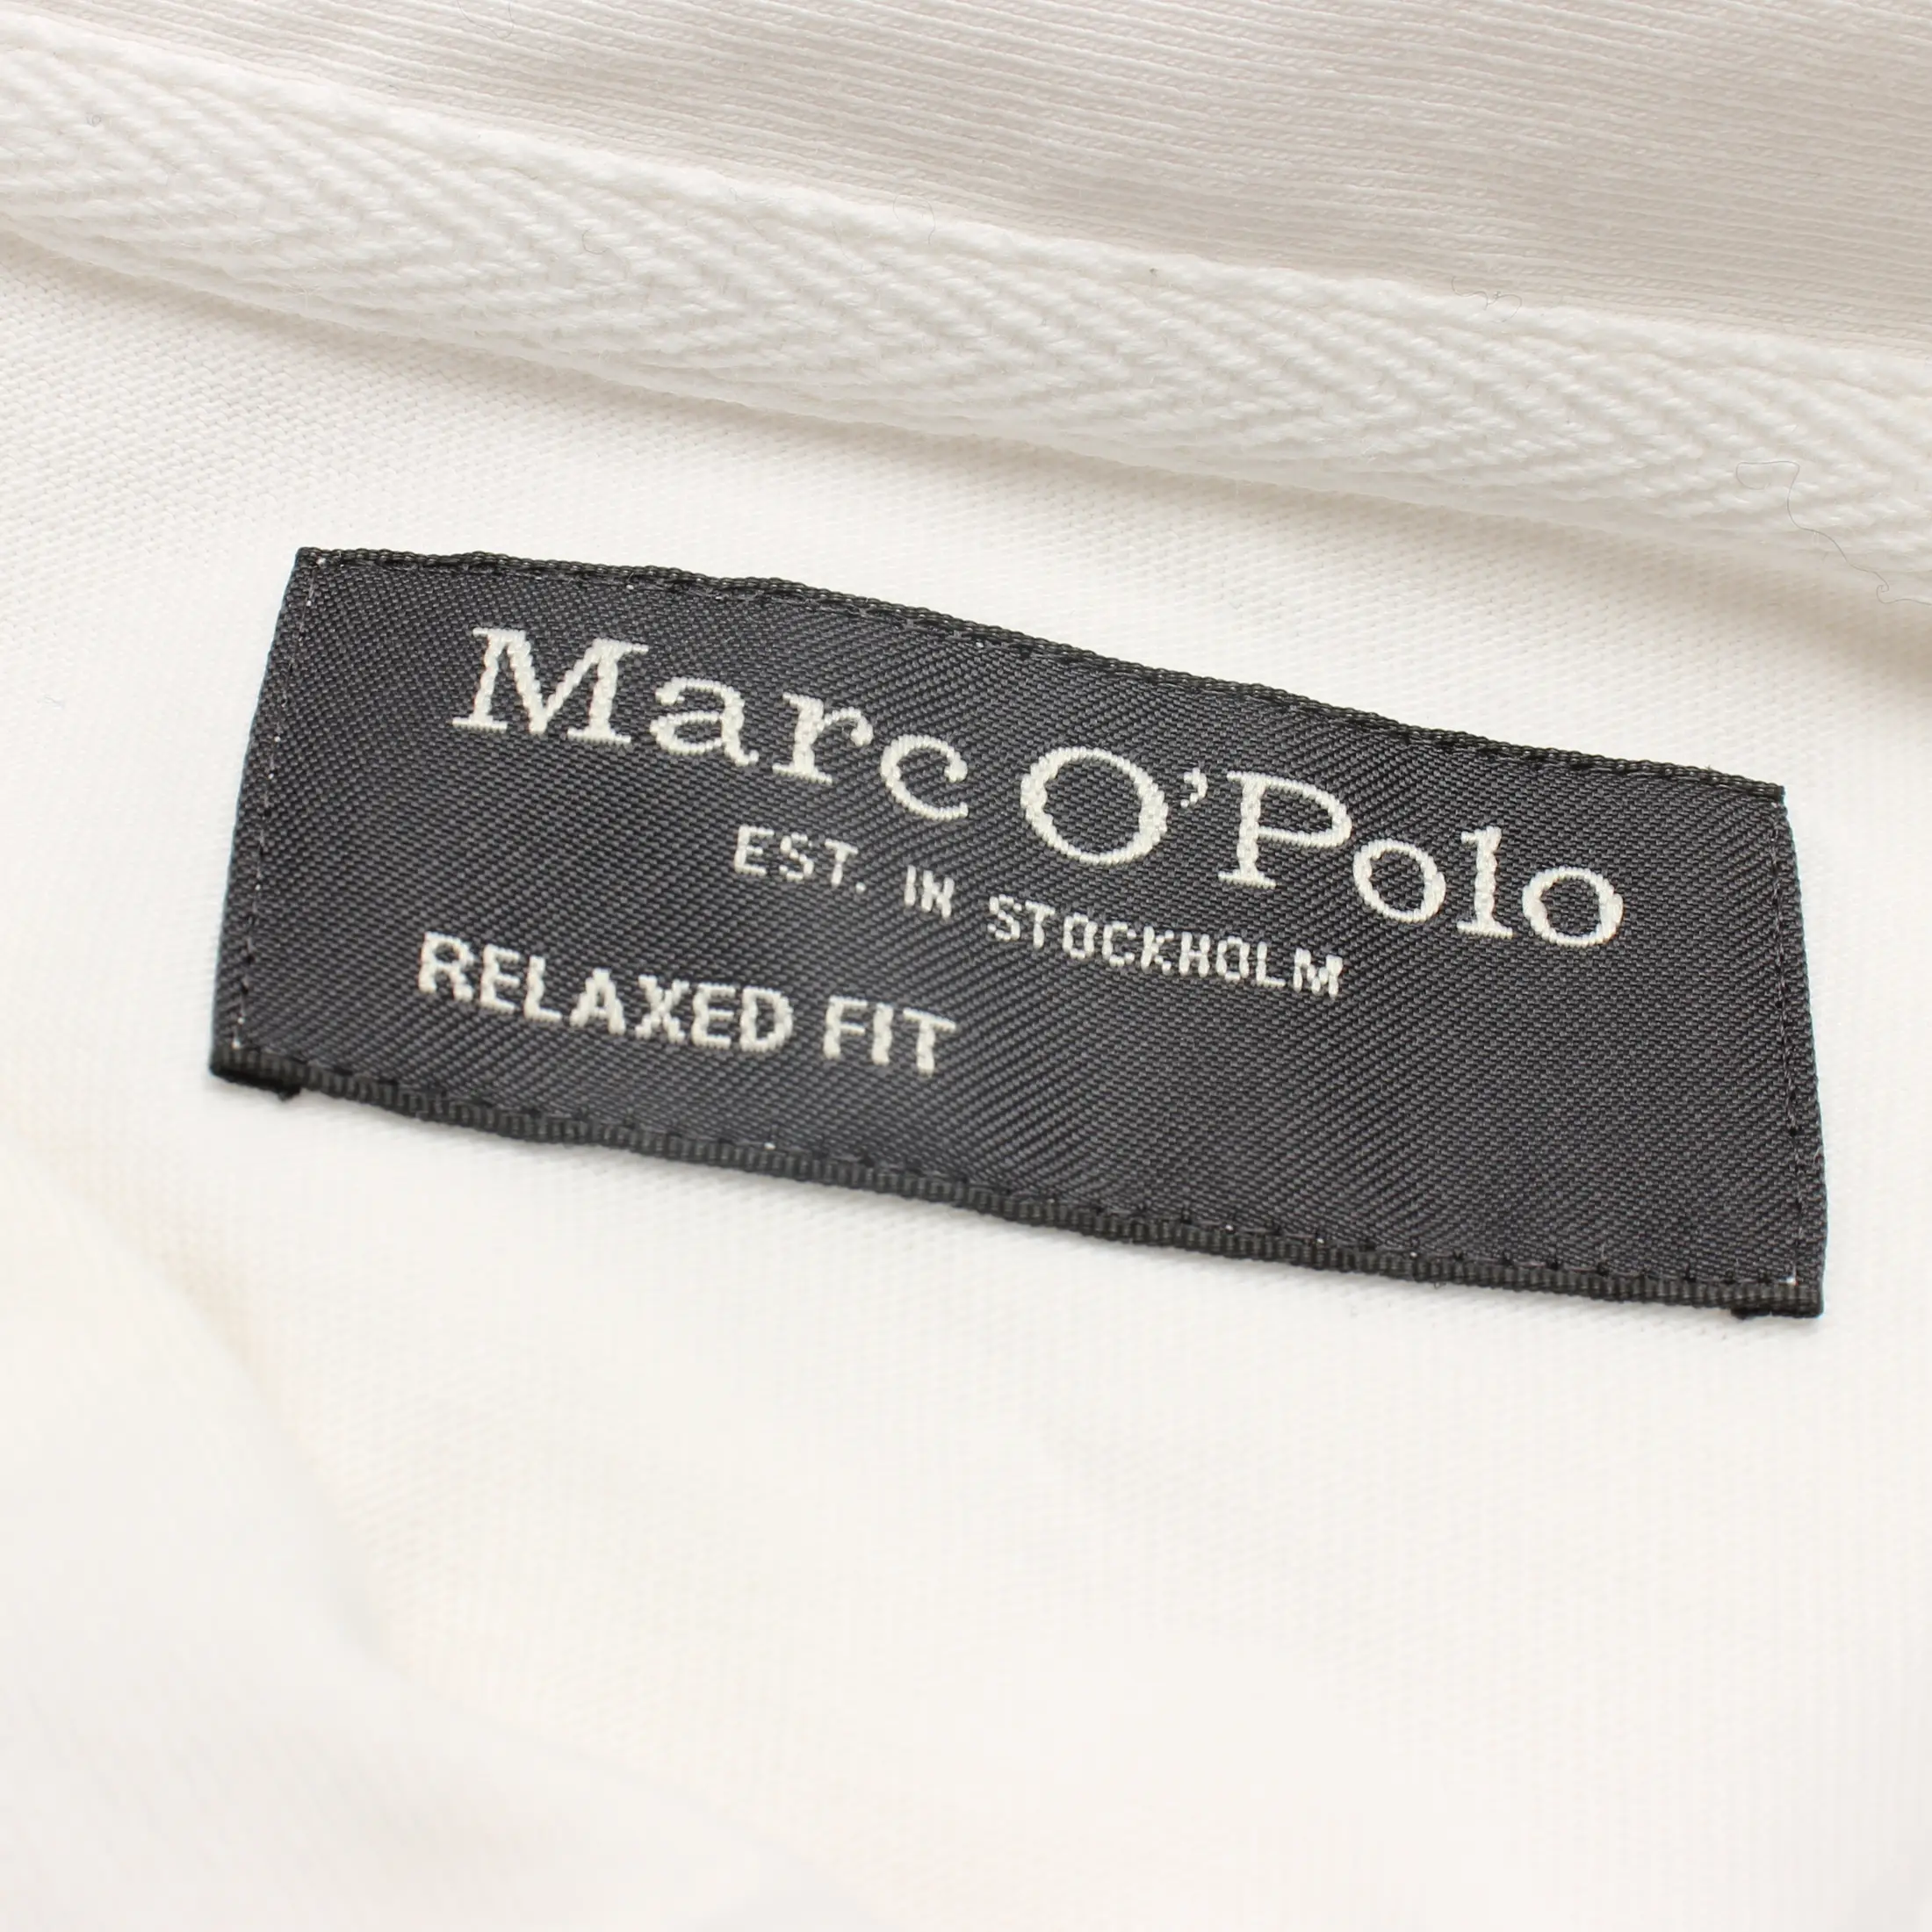 Marc O'Polo
EST. IN STOCKHOLM
RELAXED FIT